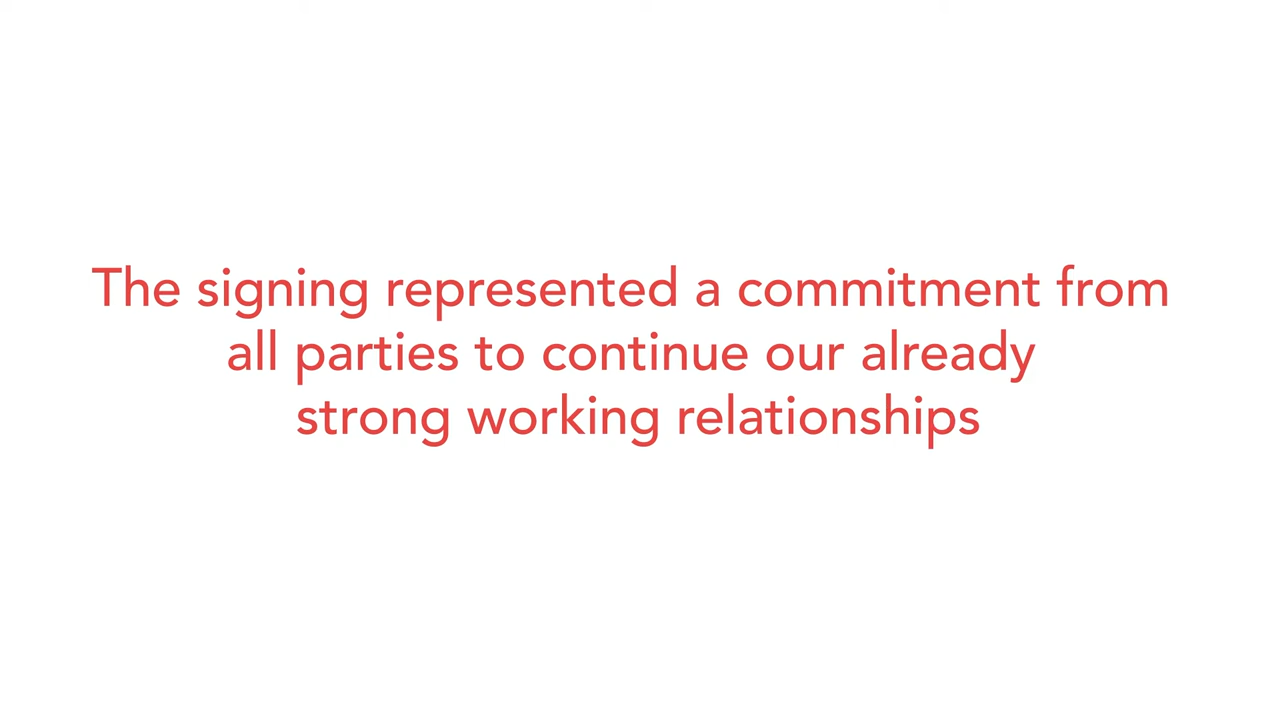 The signing represented a commitment from
all parties to continue our already
strong working relationships